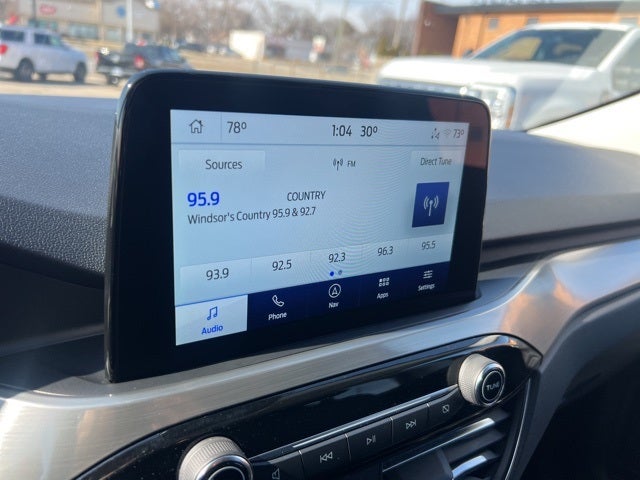 78° 1:04 30° 73°
Sources FM Direct Tune
95.9 COUNTRY
Windsor's Country 95.9 & 92.7
93.9 92.5 92.3 96.3 95.5
Audio Phone Nav Apps Settings
TUNE